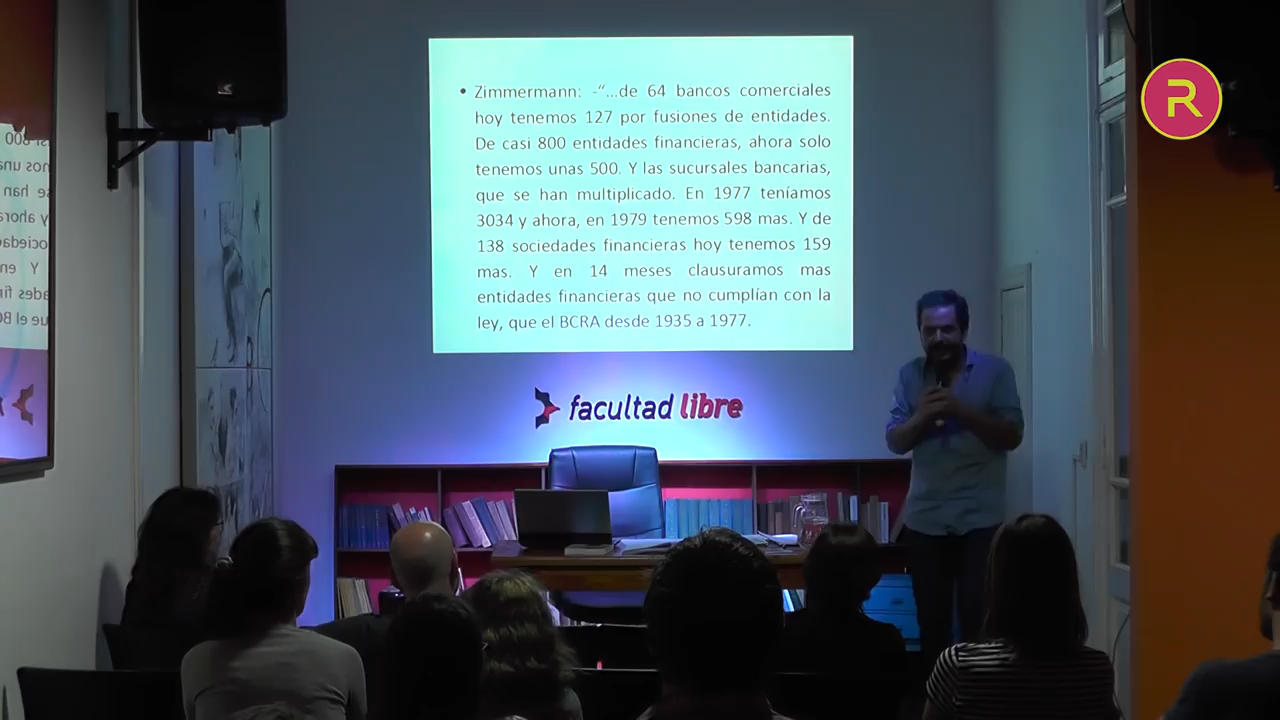 • Zimmermann: -“...de 64 bancos comerciales
hoy tenemos 127 por fusiones de entidades.
De casi 800 entidades financieras, ahora solo
tenemos unas 500. Y las sucursales bancarias,
que se han multiplicado. En 1977 teníamos
3034 y ahora, en 1979 tenemos 598 mas. Y de
138 sociedades financieras hoy tenemos 159
mas. Y en 14 meses clausuramos mas
entidades financieras que no cumplían con la
ley, que el BCRA desde 1935 a 1977.
facultad libre
R